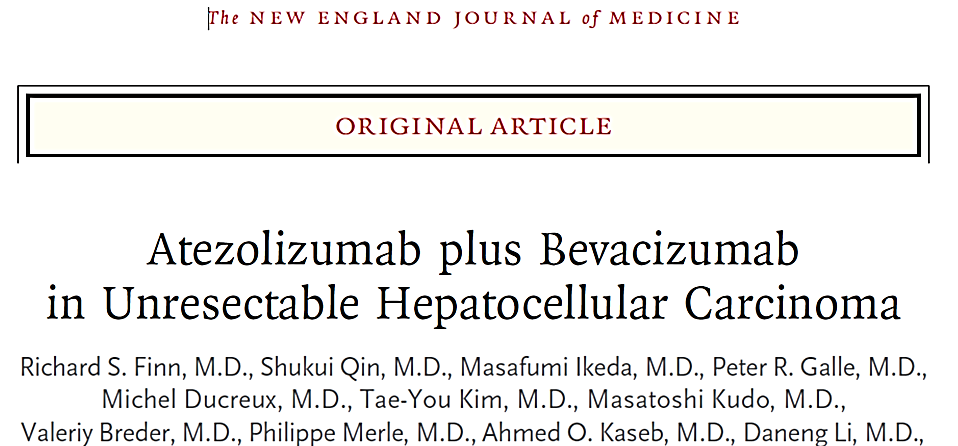 The NEW ENGLAND JOURNAL of MEDICINE
ORIGINAL ARTICLE
Atezolizumab plus Bevacizumab
in Unresectable Hepatocellular Carcinoma
Richard S. Finn, M.D., Shukui Qin, M.D., Masafumi Ikeda, M.D., Peter R. Galle, M.D.,
Michel Ducreux, M.D., Tae-You Kim, M.D., Masatoshi Kudo, M.D.,
Valeriy Breder, M.D., Philippe Merle, M.D., Ahmed O. Kaseb, M.D., Daneng Li, M.D.,